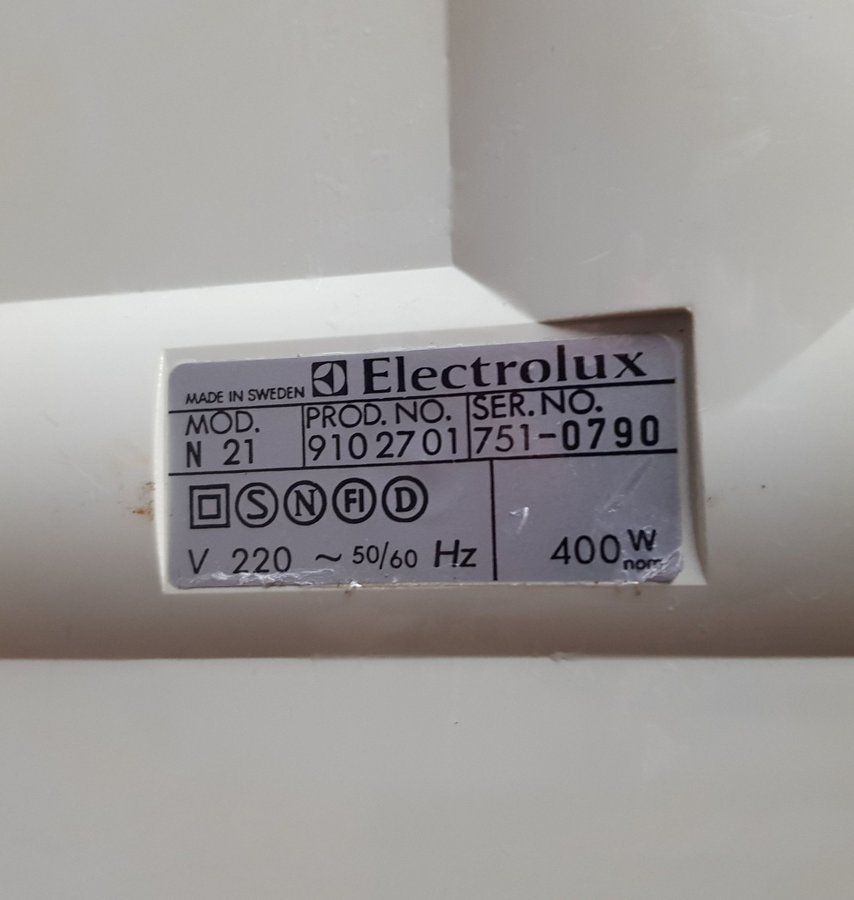 MADE IN SWEDEN Electrolux
MOD. PROD. NO. SER. NO.
N 21 910 27 01 751-0790
S N FI D
V 220 ~ 50/60 Hz 400 W nom